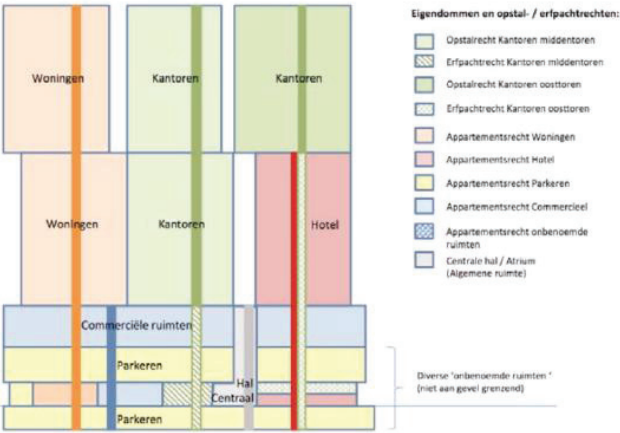 Eigendommen en opstal- / erfpachtrechten:
Opstalrecht Kantoren middentoren
Erfpachtrecht Kantoren middentoren
Opstalrecht Kantoren oosttoren
Erfpachtrecht Kantoren oosttoren
Appartementsrecht Woningen
Appartementsrecht Hotel
Appartementsrecht Parkeren
Appartementsrecht Commercieel
Appartementsrecht onbenoemde
ruimten
Centrale hal / Atrium
(Algemene ruimte)
Woningen
Kantoren
Kantoren
Woningen
Kantoren
Hotel
Commerciële ruimten
Parkeren
Hal
Centraal
Parkeren
Diverse "onbenoemde ruimten "
(niet aan gevel grenzend)